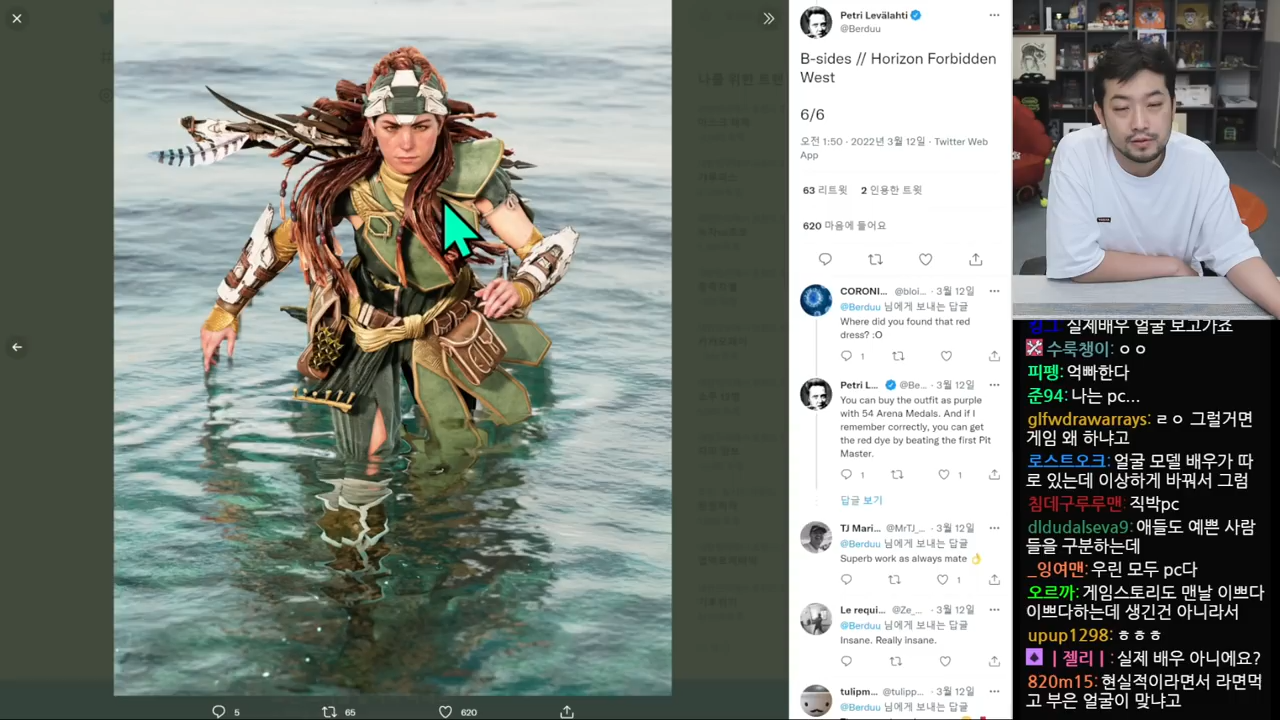 Petri Levälahti
@Berduu
B-sides // Horizon Forbidden
West
6/6
오전 1:50 · 2022년 3월 12일 · Twitter Web
App
63 리트윗 2 인용한 트윗
620 마음에 들어요
CORONI... @bloi... · 3월 12일
@Berduu 님에게 보내는 답글
Where did you found that red
dress? :O
1
Petri L... @Be... · 3월 12일
You can buy the outfit as purple
with 54 Arena Medals. And if I
remember correctly, you can get
the red dye by beating the first Pit
Master.
1 1
답글 보기
TJ Mari... @MrTJ_... · 3월 12일
@Berduu 님에게 보내는 답글
Superb work as always mate 👌
1
Le requi... @Ze_... · 3월 12일
@Berduu 님에게 보내는 답글
Insane. Really insane.
tulipm... @tulipp... · 3월 12일
@Berduu 님에게 보내는 답글
5 65 620
나를 위한 트렌
실제배우 얼굴 보고가죠
수룩챙이: ㅇㅇ
피펭: 억빠한다
준94: 나는 pc...
glfwdrawarrays: ㄹㅇ 그럴거면
게임 왜 하냐고
로스트오크: 얼굴 모델 배우가 따
로 있는데 이상하게 바꿔서 그럼
침데구루루맨: 직박pc
dldudalseva9: 애들도 예쁜 사람
들을 구분하는데
_잉여맨: 우린 모두 pc다
오르까: 게임스토리도 맨날 이쁘다
이쁘다하는데 생긴건 아니라서
upup1298: ㅎㅎㅎ
| 젤리 | : 실제 배우 아니에요?
820m15: 현실적이라면서 라면먹
고 부은 얼굴이 맞냐고